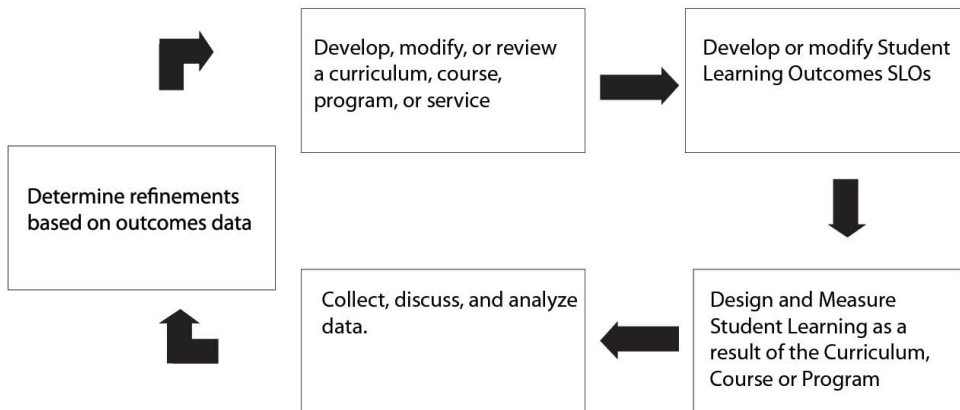 Develop, modify, or review
a curriculum, course,
program, or service
Develop or modify Student
Learning Outcomes SLOs
Determine refinements
based on outcomes data
Collect, discuss, and analyze
data.
Design and Measure
Student Learning as a
result of the Curriculum,
Course or Program